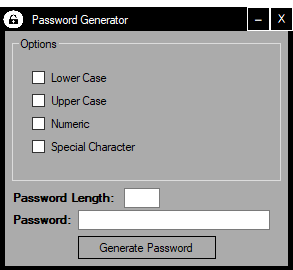 Password Generator
Options
Lower Case
Upper Case
Numeric
Special Character
Password Length:
Password:
Generate Password